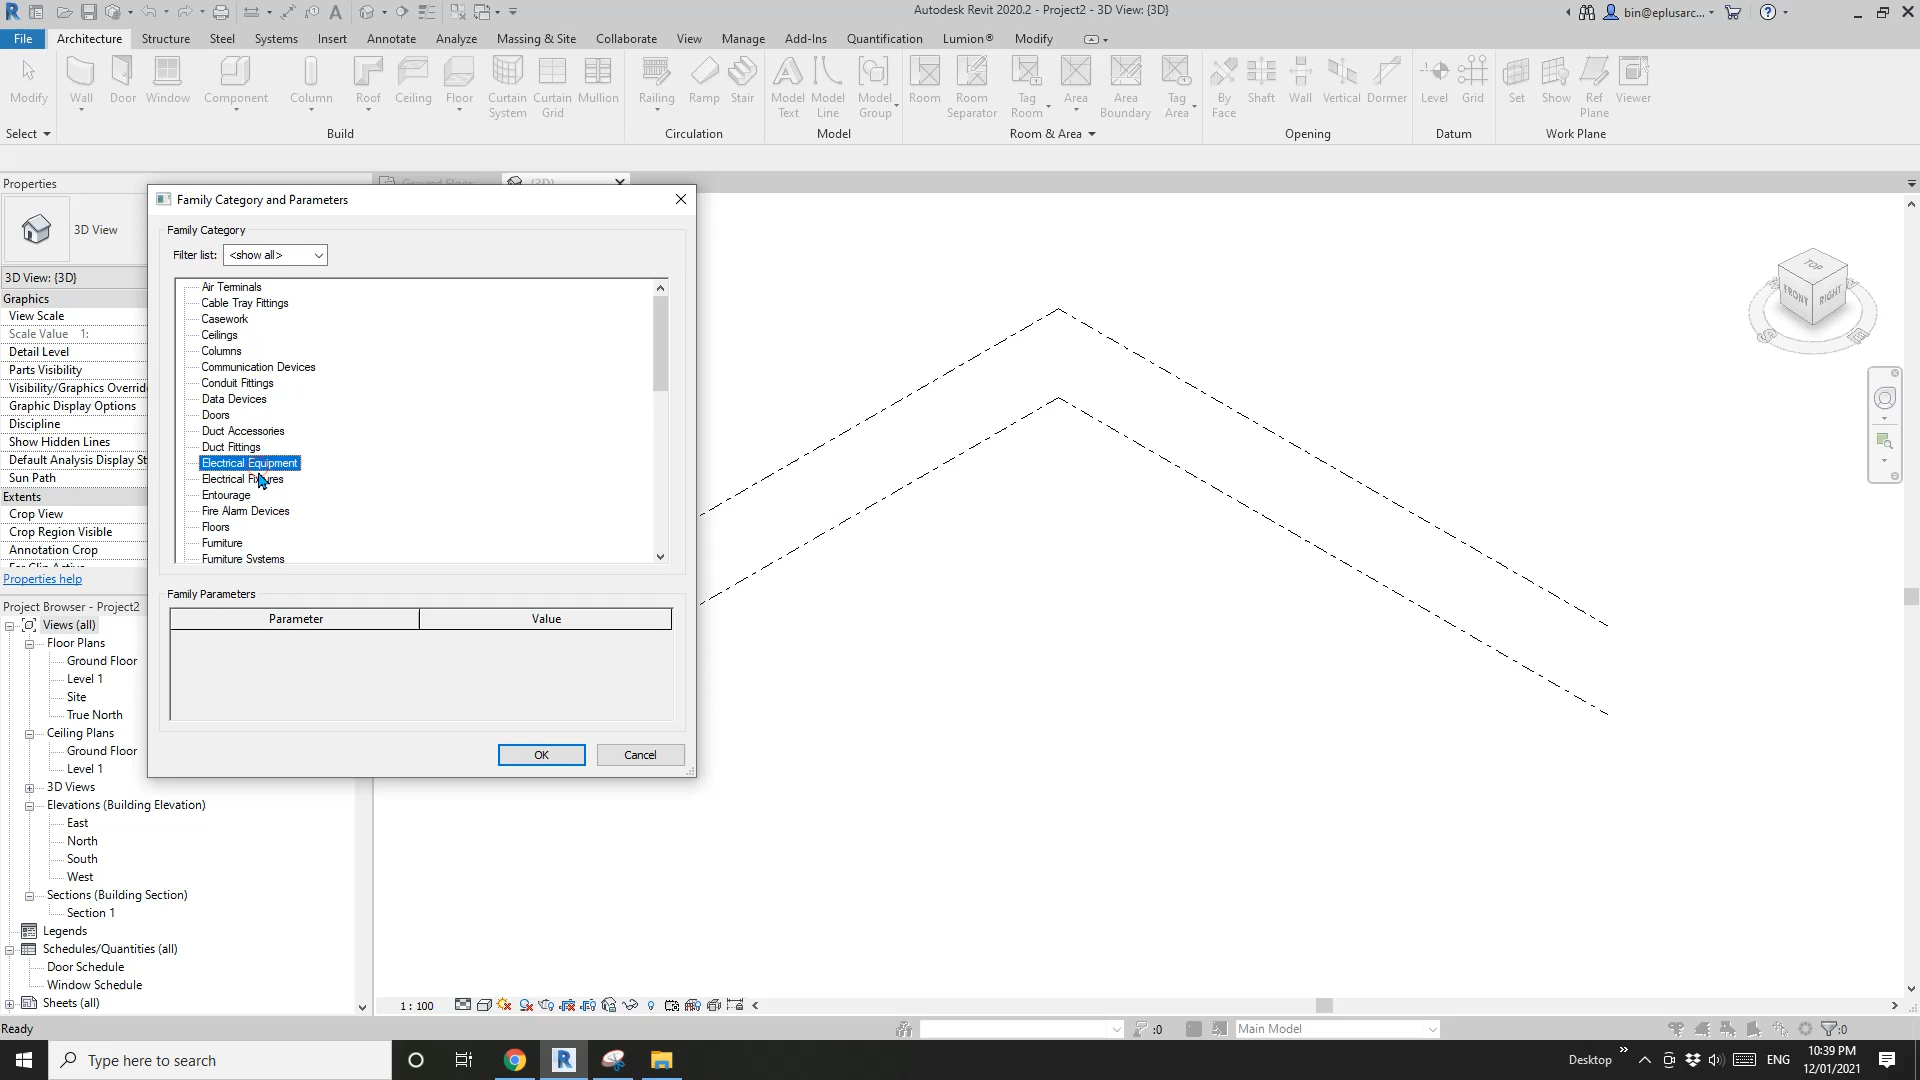 Autodesk Revit 2020.2 - Project2 - 3D View: {3D}
bin@eplusarc...
File Architecture Structure Steel Systems Insert Annotate Analyze Massing & Site Collaborate View Manage Add-Ins Quantification Lumion® Modify
Modify Wall Door Window Component Column Roof Ceiling Floor Curtain System Curtain Grid Mullion Railing Ramp Stair Model Text Model Line Model Group Room Room Separator Tag Room Area Area Boundary Tag Area By Face Shaft Wall Vertical Dormer Level Grid Set Show Ref Plane Viewer
Select Build Circulation Model Room & Area Opening Datum Work Plane
Properties
Ground Floor
{3D}
3D View
3D View: {3D}
Graphics
View Scale
Scale Value 1:
Detail Level
Parts Visibility
Visibility/Graphics Overrid
Graphic Display Options
Discipline
Show Hidden Lines
Default Analysis Display St
Sun Path
Extents
Crop View
Crop Region Visible
Annotation Crop
Far Clip Active
Properties help
Family Category and Parameters
Family Category
Filter list: <show all>
Air Terminals
Cable Tray Fittings
Casework
Ceilings
Columns
Communication Devices
Conduit Fittings
Data Devices
Doors
Duct Accessories
Duct Fittings
Electrical Equipment
Electrical Fixtures
Entourage
Fire Alarm Devices
Floors
Furniture
Furniture Systems
Family Parameters
Parameter Value
OK Cancel
TOP
FRONT
RIGHT
S
E
Project Browser - Project2
Views (all)
Floor Plans
Ground Floor
Level 1
Site
True North
Ceiling Plans
Ground Floor
Level 1
3D Views
Elevations (Building Elevation)
East
North
South
West
Sections (Building Section)
Section 1
Legends
Schedules/Quantities (all)
Door Schedule
Window Schedule
Sheets (all)
1 : 100
Ready
:0
Main Model
:0
Type here to search
Desktop
ENG
10:39 PM
12/01/2021